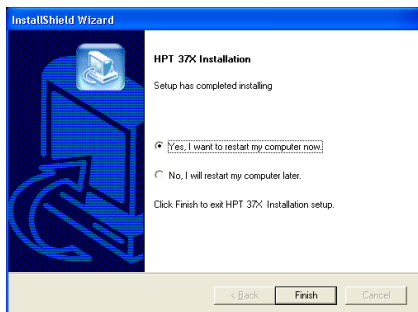 InstallShield Wizard
HPT 37X Installation
Setup has completed installing
Yes, I want to restart my computer now.
No, I will restart my computer later.
Click Finish to exit HPT 37X Installation setup.
< Back
Finish
Cancel